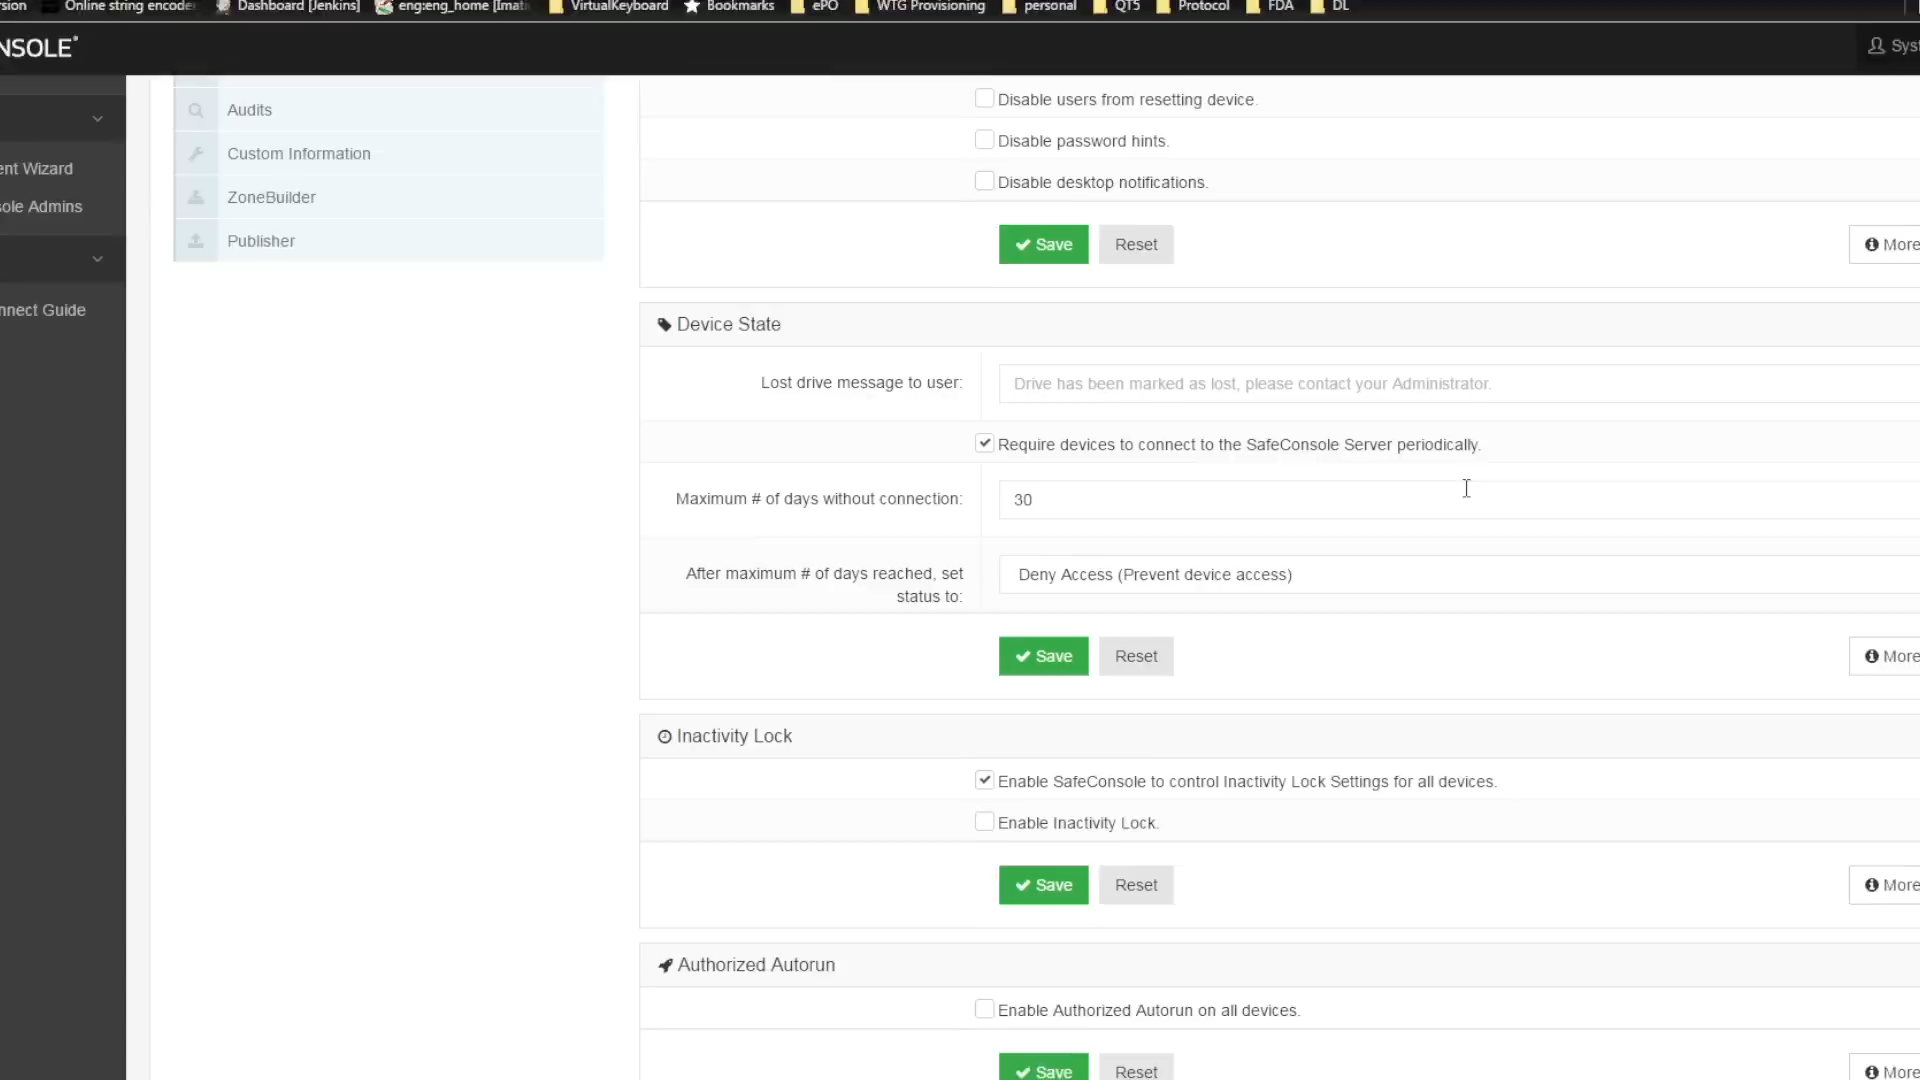 Online string encode
Dashboard [Jenkins]
eng:eng_home [Imat
VirtualKeyboard
Bookmarks
ePO
WTG Provisioning
personal
QT5
Protocol
FDA
DL
NSOLE
Syst
Audits
Custom Information
ZoneBuilder
Publisher
ent Wizard
sole Admins
nnect Guide
Disable users from resetting device.
Disable password hints.
Disable desktop notifications.
Save
Reset
More
Device State
Lost drive message to user:
Drive has been marked as lost, please contact your Administrator.
Require devices to connect to the SafeConsole Server periodically.
Maximum # of days without connection:
30
After maximum # of days reached, set
status to:
Deny Access (Prevent device access)
Save
Reset
More
Inactivity Lock
Enable SafeConsole to control Inactivity Lock Settings for all devices.
Enable Inactivity Lock.
Save
Reset
More
Authorized Autorun
Enable Authorized Autorun on all devices.
Save
Reset
More